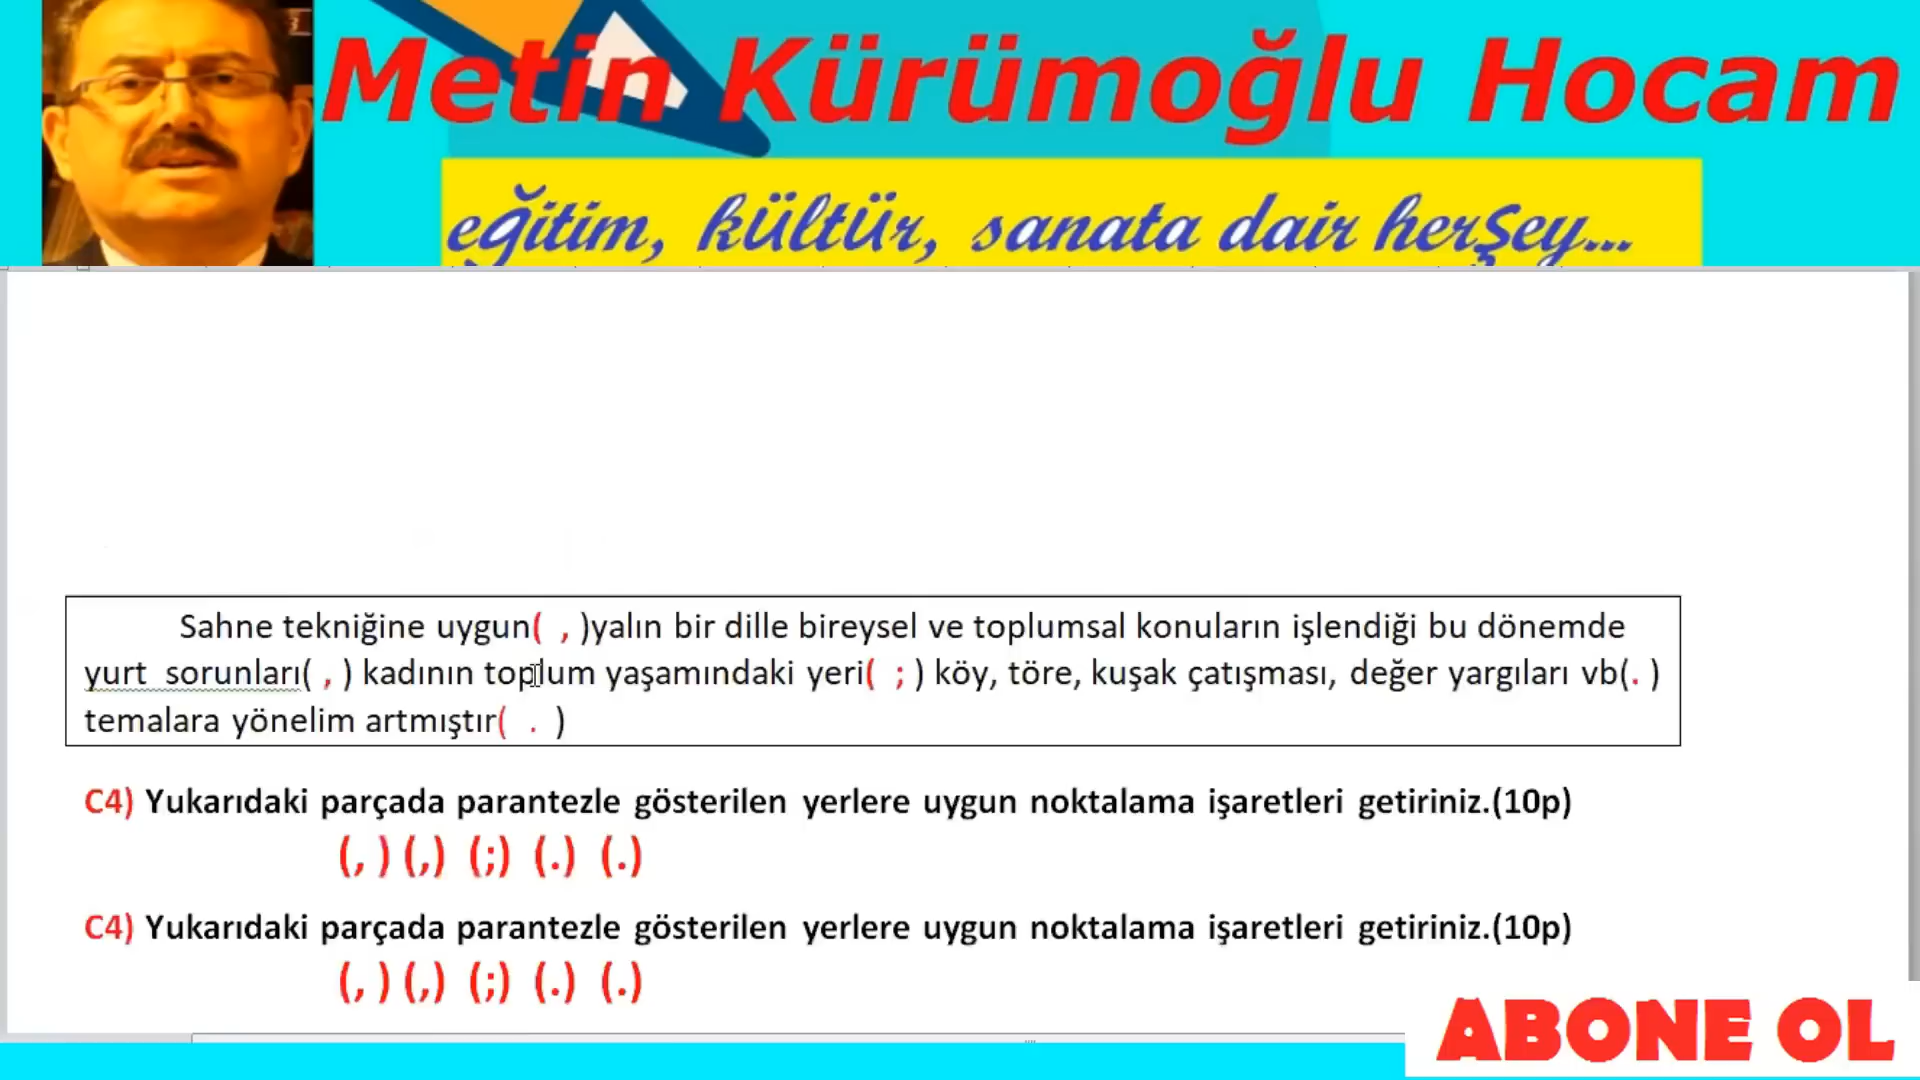 Metin Kürümoğlu Hocam
eğitim, kültür, sanata dair herşey...
Sahne tekniğine uygun( , )yalın bir dille bireysel ve toplumsal konuların işlendiği bu dönemde
yurt sorunları( , ) kadının toplum yaşamındaki yeri( ; ) köy, töre, kuşak çatışması, değer yargıları vb(. )
temalara yönelim artmıştır( . )
C4) Yukarıdaki parçada parantezle gösterilen yerlere uygun noktalama işaretleri getiriniz.(10p)
(, ) (,) (;) (.) (.)
C4) Yukarıdaki parçada parantezle gösterilen yerlere uygun noktalama işaretleri getiriniz.(10p)
(, ) (,) (;) (.) (.)
ABONE OL